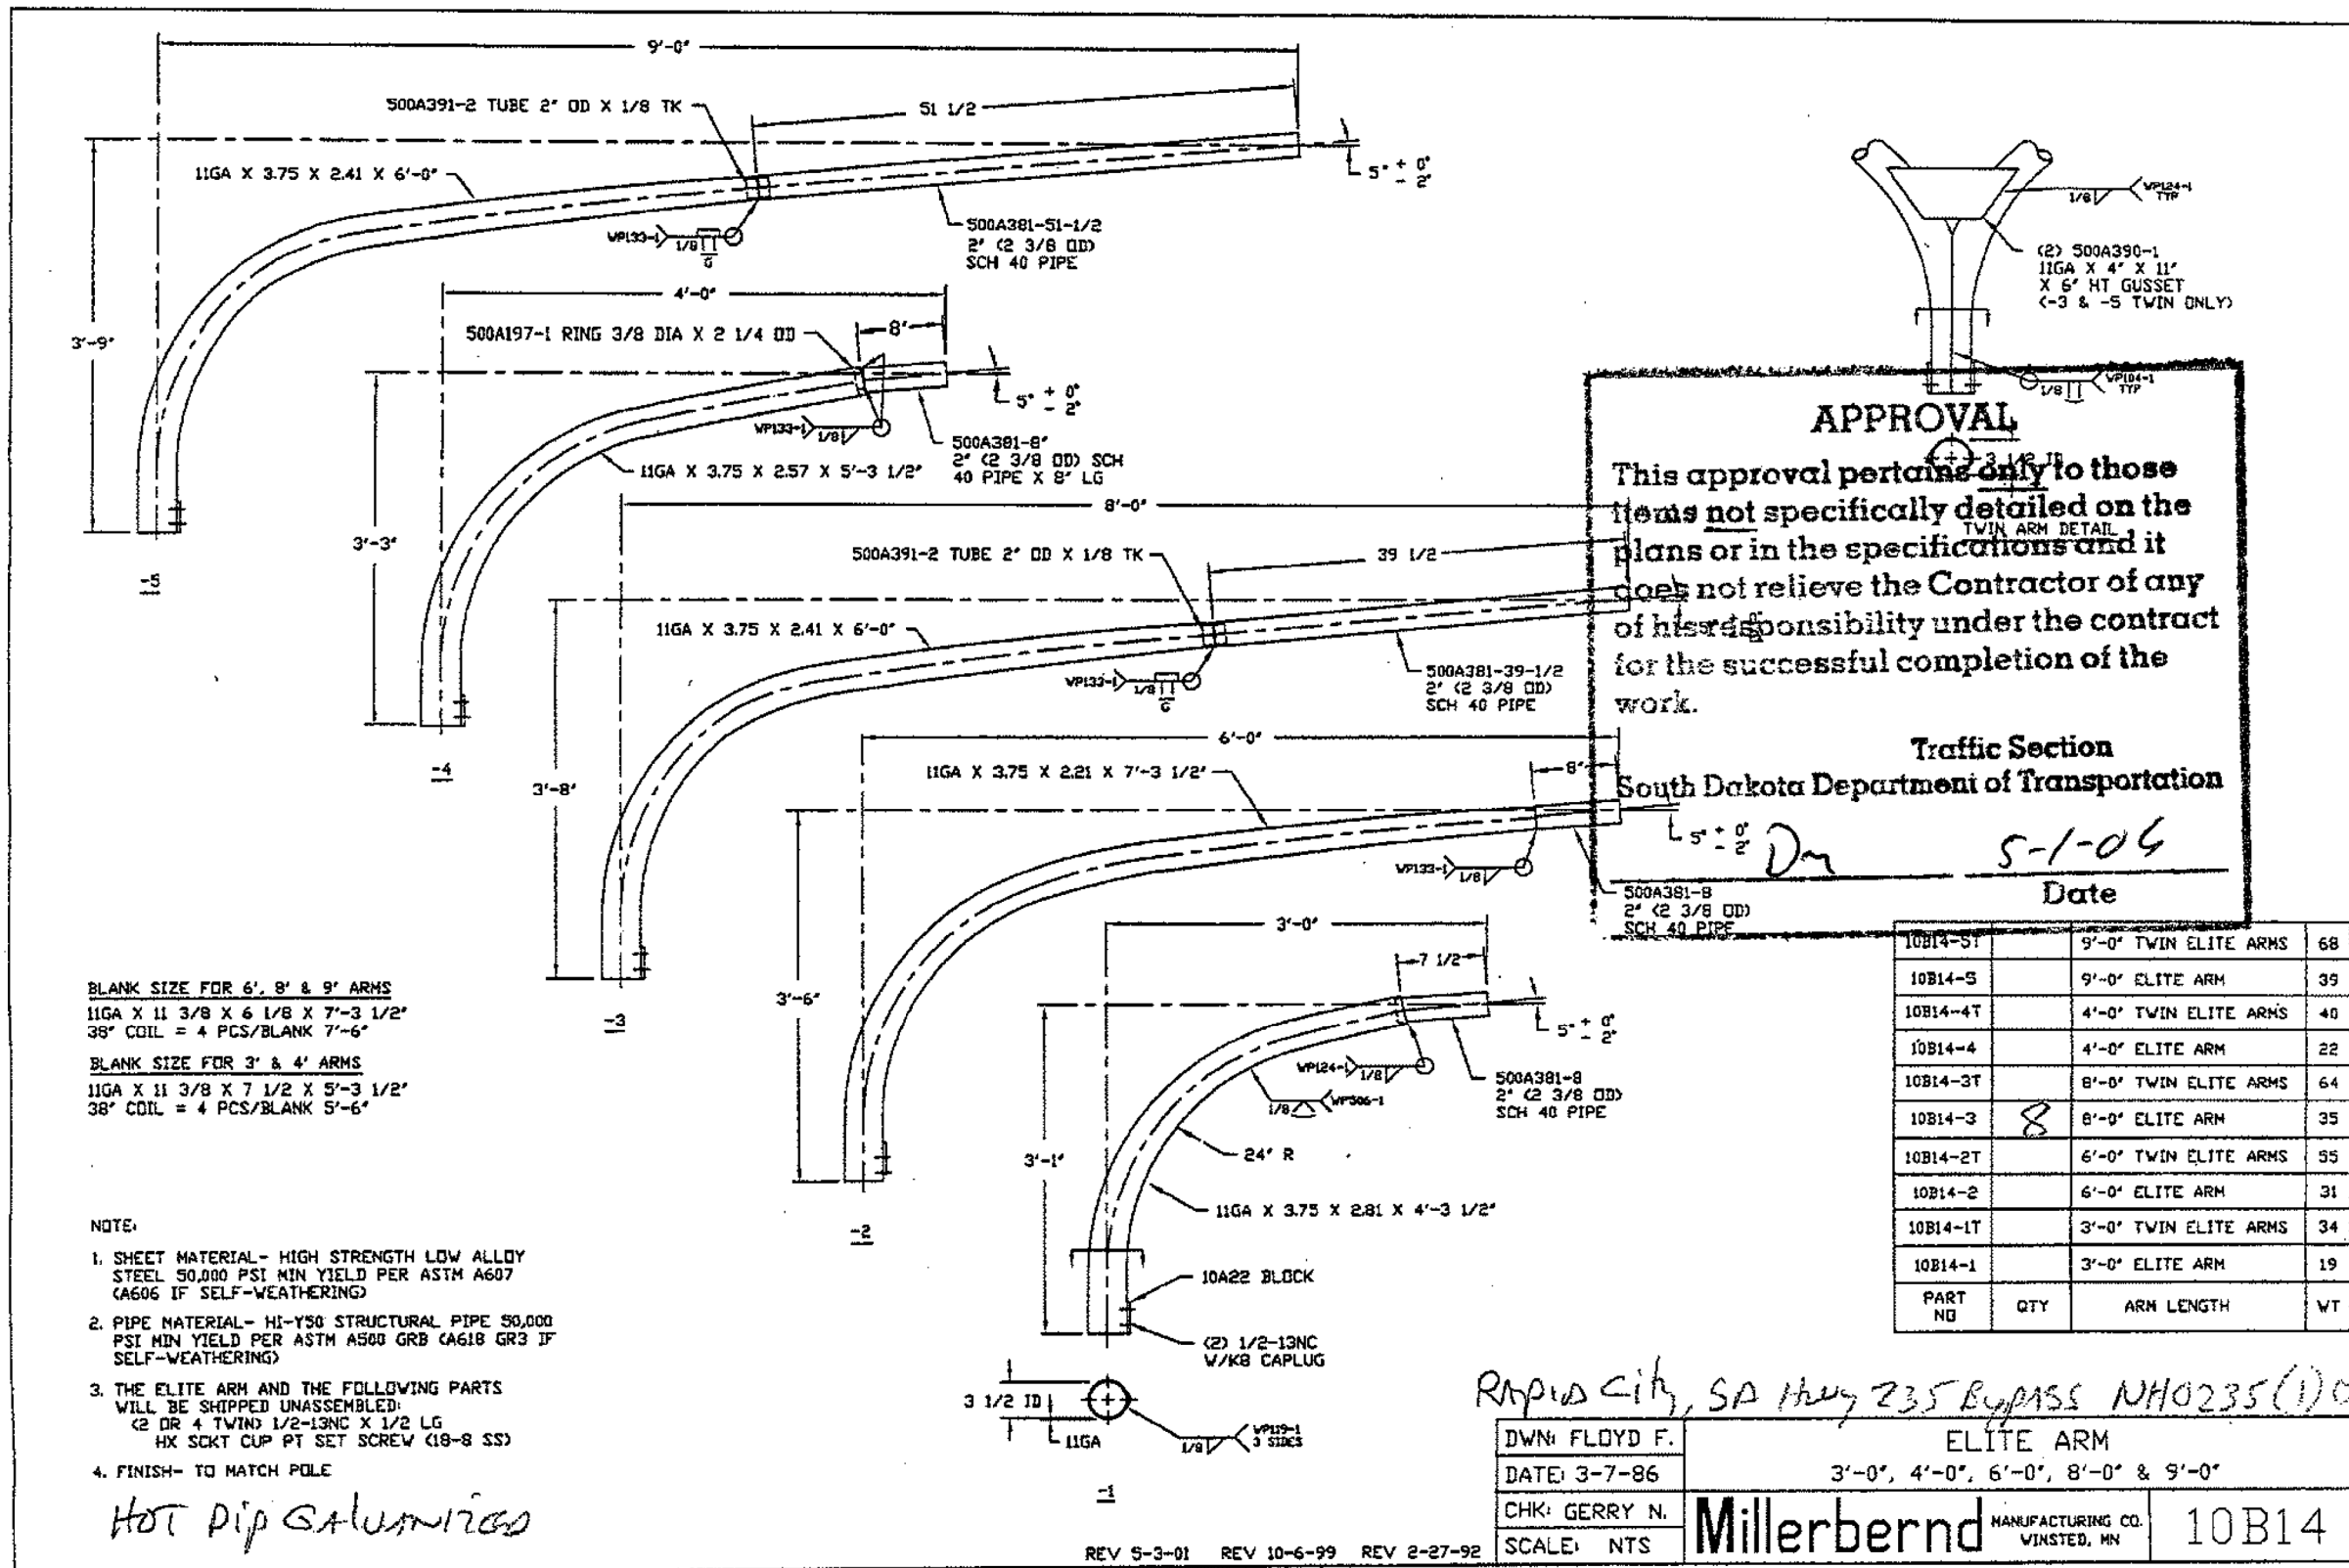 9'-0"
500A391-2 TUBE 2" OD X 1/8 TK
51 1/2
11GA X 3.75 X 2.41 X 6'-0"
5° + 0°
- 2°
3'-9"
WP133-1
1/8
G
500A381-51-1/2
2" (2 3/8 OD)
SCH 40 PIPE
-5
4'-0"
500A197-1 RING 3/8 DIA X 2 1/4 OD
8"
5° + 0°
- 2°
3'-3"
WP133-1
1/8
500A381-8"
2" (2 3/8 OD) SCH
40 PIPE X 8" LG
11GA X 3.75 X 2.57 X 5'-3 1/2"
-4
8'-0"
500A391-2 TUBE 2" OD X 1/8 TK
39 1/2
11GA X 3.75 X 2.41 X 6'-0"
3'-8"
WP133-1
1/8
G
500A381-39-1/2
2" (2 3/8 OD)
SCH 40 PIPE
-3
6'-0"
11GA X 3.75 X 2.21 X 7'-3 1/2"
8"
5° + 0°
- 2°
3'-6"
WP133-1
1/8
500A381-8
2" (2 3/8 OD)
SCH 40 PIPE
-2
3'-0"
7 1/2
5° + 0°
- 2°
3'-1"
WP124-1
1/8
WP306-1
1/8
500A381-8
2" (2 3/8 OD)
SCH 40 PIPE
24" R
11GA X 3.75 X 2.81 X 4'-3 1/2"
10A22 BLOCK
(2) 1/2-13NC
W/K8 CAPLUG
3 1/2 ID
11GA
1/8
WP119-1
3 SIDES
-1
1/8
WP124-1
TYP
(2) 500A390-1
11GA X 4" X 11"
X 6" HT GUSSET
(-3 & -5 TWIN ONLY)
1/8
WP104-1
TYP
3 1/2 ID
TWIN ARM DETAIL
APPROVAL
This approval pertains only to those
items not specifically detailed on the
plans or in the specifications and it
does not relieve the Contractor of any
of his responsibility under the contract
for the successful completion of the
work.
Traffic Section
South Dakota Department of Transportation
5-1-06
Date
BLANK SIZE FOR 6', 8' & 9' ARMS
11GA X 11 3/8 X 6 1/8 X 7'-3 1/2"
38" COIL = 4 PCS/BLANK 7'-6"
BLANK SIZE FOR 3' & 4' ARMS
11GA X 11 3/8 X 7 1/2 X 5'-3 1/2"
38" COIL = 4 PCS/BLANK 5'-6"
NOTE:
1. SHEET MATERIAL- HIGH STRENGTH LOW ALLOY
STEEL 50,000 PSI MIN YIELD PER ASTM A607
(A606 IF SELF-WEATHERING)
2. PIPE MATERIAL- HI-Y50 STRUCTURAL PIPE 50,000
PSI MIN YIELD PER ASTM A500 GRB (A618 GR3 IF
SELF-WEATHERING)
3. THE ELITE ARM AND THE FOLLOWING PARTS
WILL BE SHIPPED UNASSEMBLED:
(2 OR 4 TWIN) 1/2-13NC X 1/2 LG
HX SCKT CUP PT SET SCREW (18-8 SS)
4. FINISH- TO MATCH POLE
HOT Dip GALVANIZED
10B14-5T 9'-0" TWIN ELITE ARMS 68
10B14-5 9'-0" ELITE ARM 39
10B14-4T 4'-0" TWIN ELITE ARMS 40
10B14-4 4'-0" ELITE ARM 22
10B14-3T 8'-0" TWIN ELITE ARMS 64
10B14-3 8 8'-0" ELITE ARM 35
10B14-2T 6'-0" TWIN ELITE ARMS 55
10B14-2 6'-0" ELITE ARM 31
10B14-1T 3'-0" TWIN ELITE ARMS 34
10B14-1 3'-0" ELITE ARM 19
PART NO QTY ARM LENGTH WT
Rapid City, SD Hwy 235 Bypass NH0235(1)0
DWN: FLOYD F.
DATE: 3-7-86
CHK: GERRY N.
SCALE: NTS
ELITE ARM
3'-0", 4'-0", 6'-0", 8'-0" & 9'-0"
Millerbernd MANUFACTURING CO.
WINSTED, MN
10B14
REV 5-3-01 REV 10-6-99 REV 2-27-92